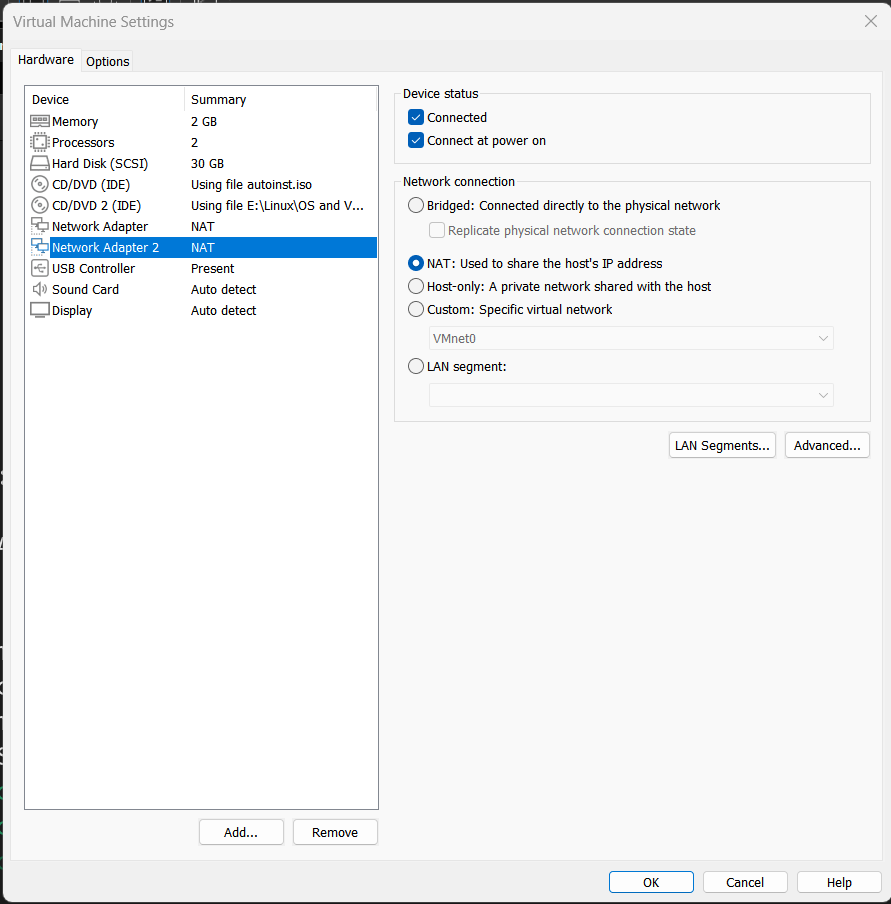 Virtual Machine Settings
Hardware
Options
Device Summary
Memory 2 GB
Processors 2
Hard Disk (SCSI) 30 GB
CD/DVD (IDE) Using file autoinst.iso
CD/DVD 2 (IDE) Using file E:\Linux\OS and V...
Network Adapter NAT
Network Adapter 2 NAT
USB Controller Present
Sound Card Auto detect
Display Auto detect
Add...
Remove
Device status
Connected
Connect at power on
Network connection
Bridged: Connected directly to the physical network
Replicate physical network connection state
NAT: Used to share the host's IP address
Host-only: A private network shared with the host
Custom: Specific virtual network
VMnet0
LAN segment:
LAN Segments...
Advanced...
OK
Cancel
Help